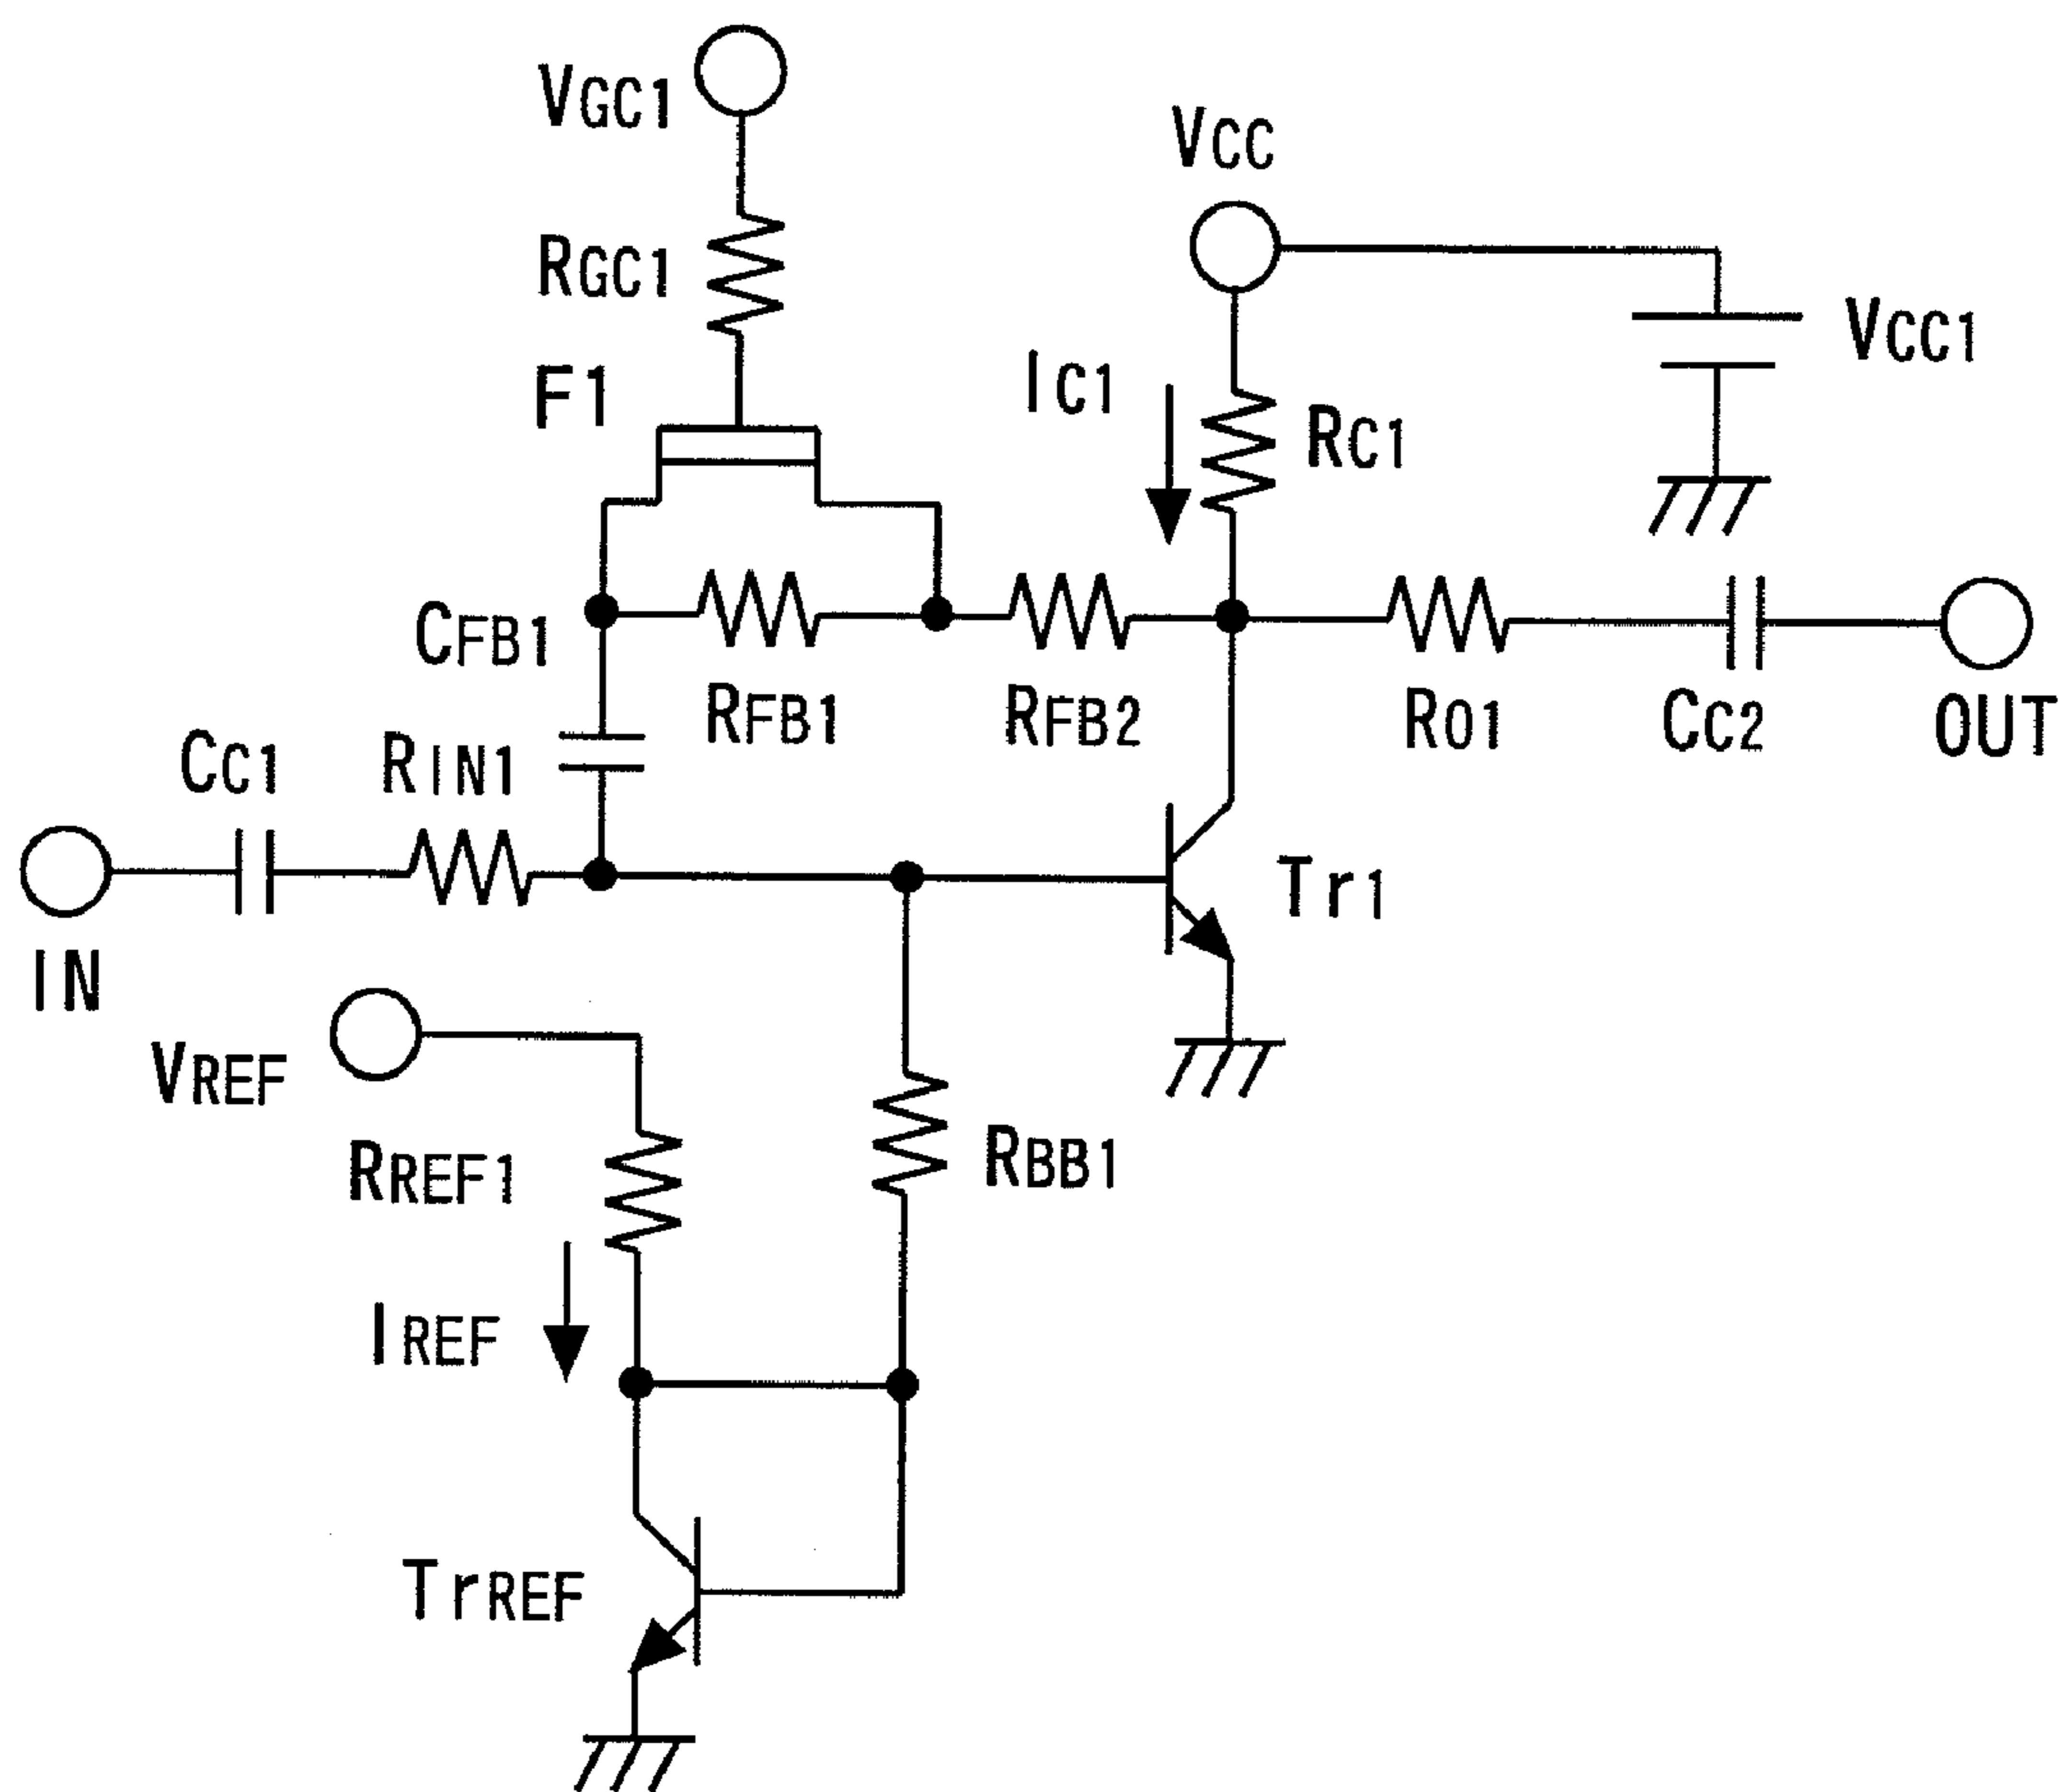 VGC1
VCC
RGC1
VCC1
F1
IC1
RC1
CFB1
RFB1
RFB2
RO1
CC2
OUT
CC1
RIN1
Tr1
IN
VREF
RREF1
RBB1
IREF
TrREF